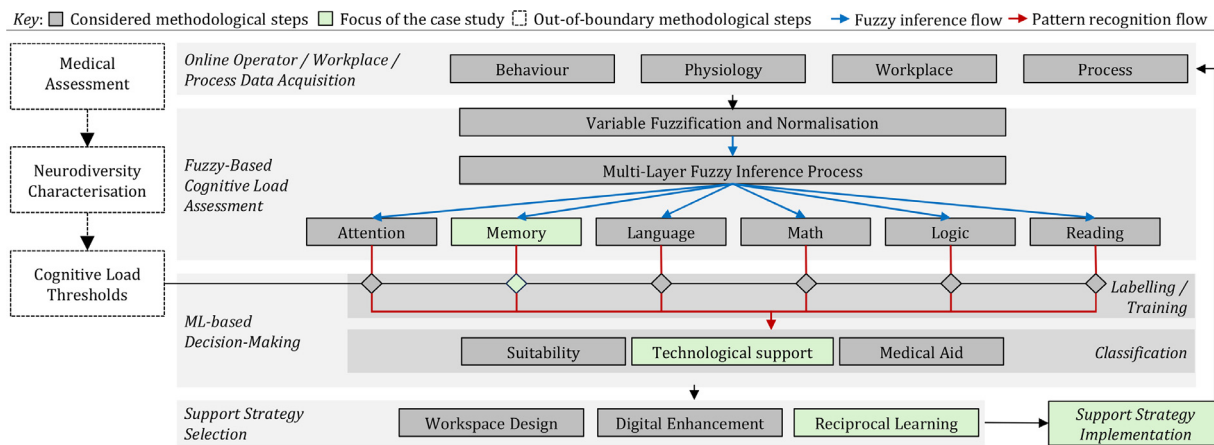 Key: Considered methodological steps Focus of the case study Out-of-boundary methodological steps Fuzzy inference flow Pattern recognition flow
Medical
Assessment
Neurodiversity
Characterisation
Cognitive Load
Thresholds
Online Operator / Workplace /
Process Data Acquisition
Behaviour Physiology Workplace Process
Fuzzy-Based
Cognitive Load
Assessment
Variable Fuzzification and Normalisation
Multi-Layer Fuzzy Inference Process
Attention Memory Language Math Logic Reading
ML-based
Decision-Making
Labelling /
Training
Suitability Technological support Medical Aid Classification
Support Strategy
Selection
Workspace Design Digital Enhancement Reciprocal Learning
Support Strategy
Implementation